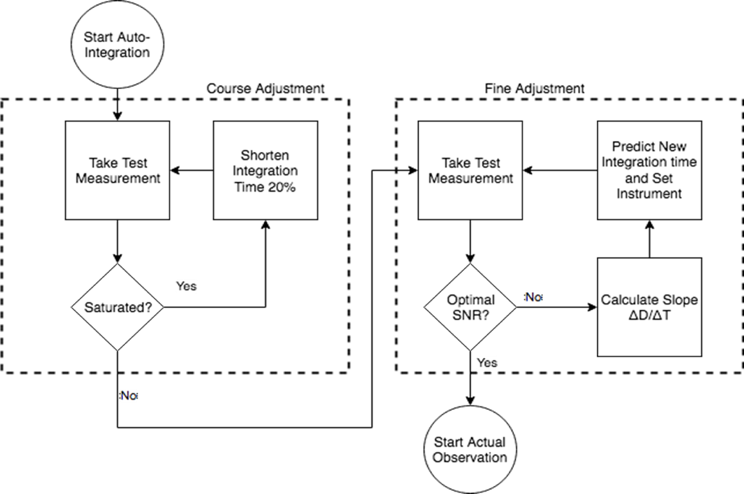 Start Auto-
Integration
Course Adjustment
Take Test
Measurement
Shorten
Integration
Time 20%
Saturated?
Yes
No
Fine Adjustment
Take Test
Measurement
Predict New
Integration time
and Set
Instrument
Optimal
SNR?
No
Calculate Slope
ΔD/ΔT
Yes
Start Actual
Observation